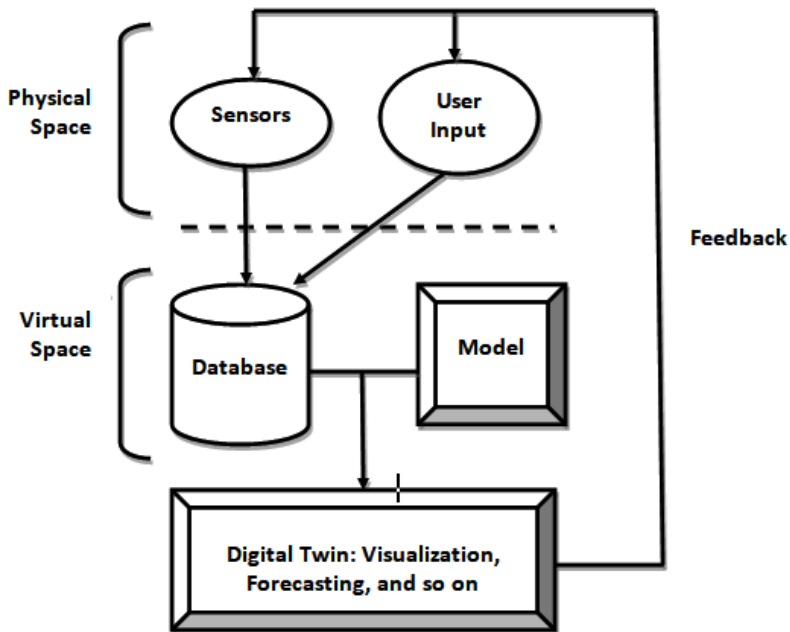 Physical
Space
Sensors
User
Input
Feedback
Virtual
Space
Database
Model
Digital Twin: Visualization,
Forecasting, and so on